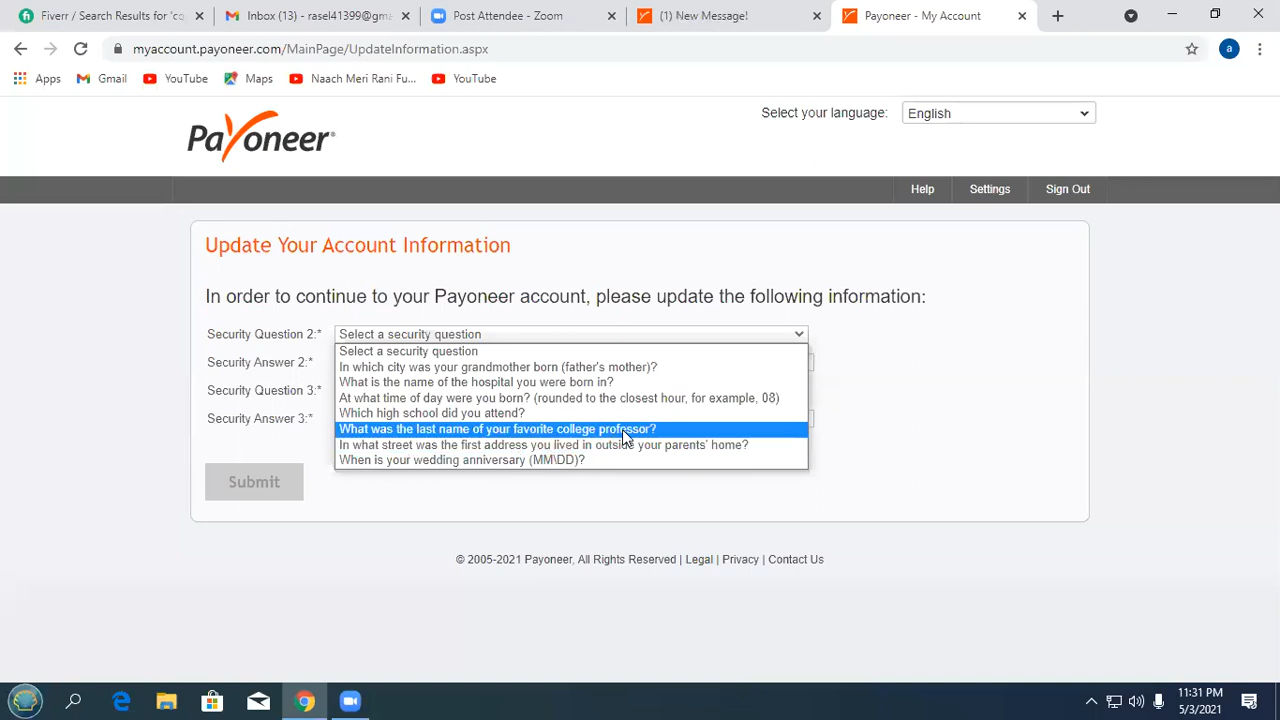 Fiverr / Search Results for 'cq
Inbox (13) - rasel41399@gma
Post Attendee - Zoom
(1) New Message!
Payoneer - My Account
myaccount.payoneer.com/MainPage/UpdateInformation.aspx
a
Apps
Gmail
YouTube
Maps
Naach Meri Rani Fu...
YouTube
Payoneer
Select your language:
English
Help
Settings
Sign Out
Update Your Account Information
In order to continue to your Payoneer account, please update the following information:
Security Question 2:*
Select a security question
Security Answer 2:*
Security Question 3:*
Security Answer 3:*
Select a security question
In which city was your grandmother born (father's mother)?
What is the name of the hospital you were born in?
At what time of day were you born? (rounded to the closest hour, for example, 08)
Which high school did you attend?
What was the last name of your favorite college professor?
In what street was the first address you lived in outside your parents' home?
When is your wedding anniversary (MM\DD)?
Submit
© 2005-2021 Payoneer, All Rights Reserved | Legal | Privacy | Contact Us
11:31 PM
5/3/2021